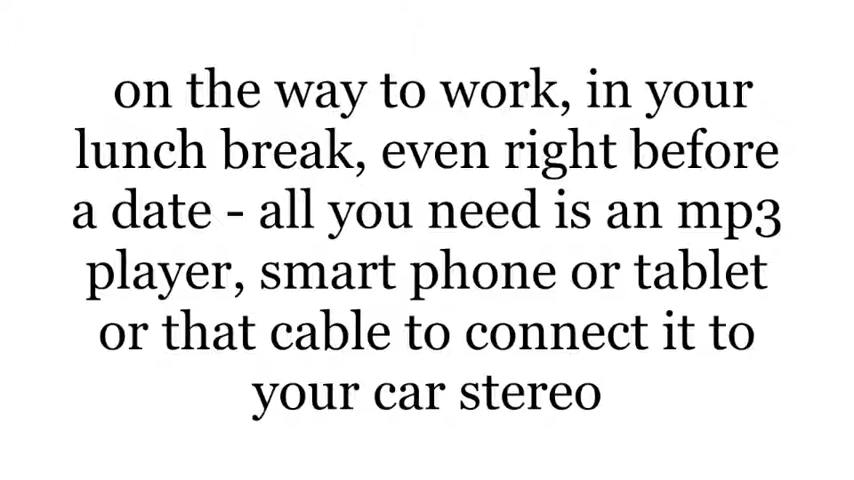 on the way to work, in your
lunch break, even right before
a date - all you need is an mp3
player, smart phone or tablet
or that cable to connect it to
your car stereo